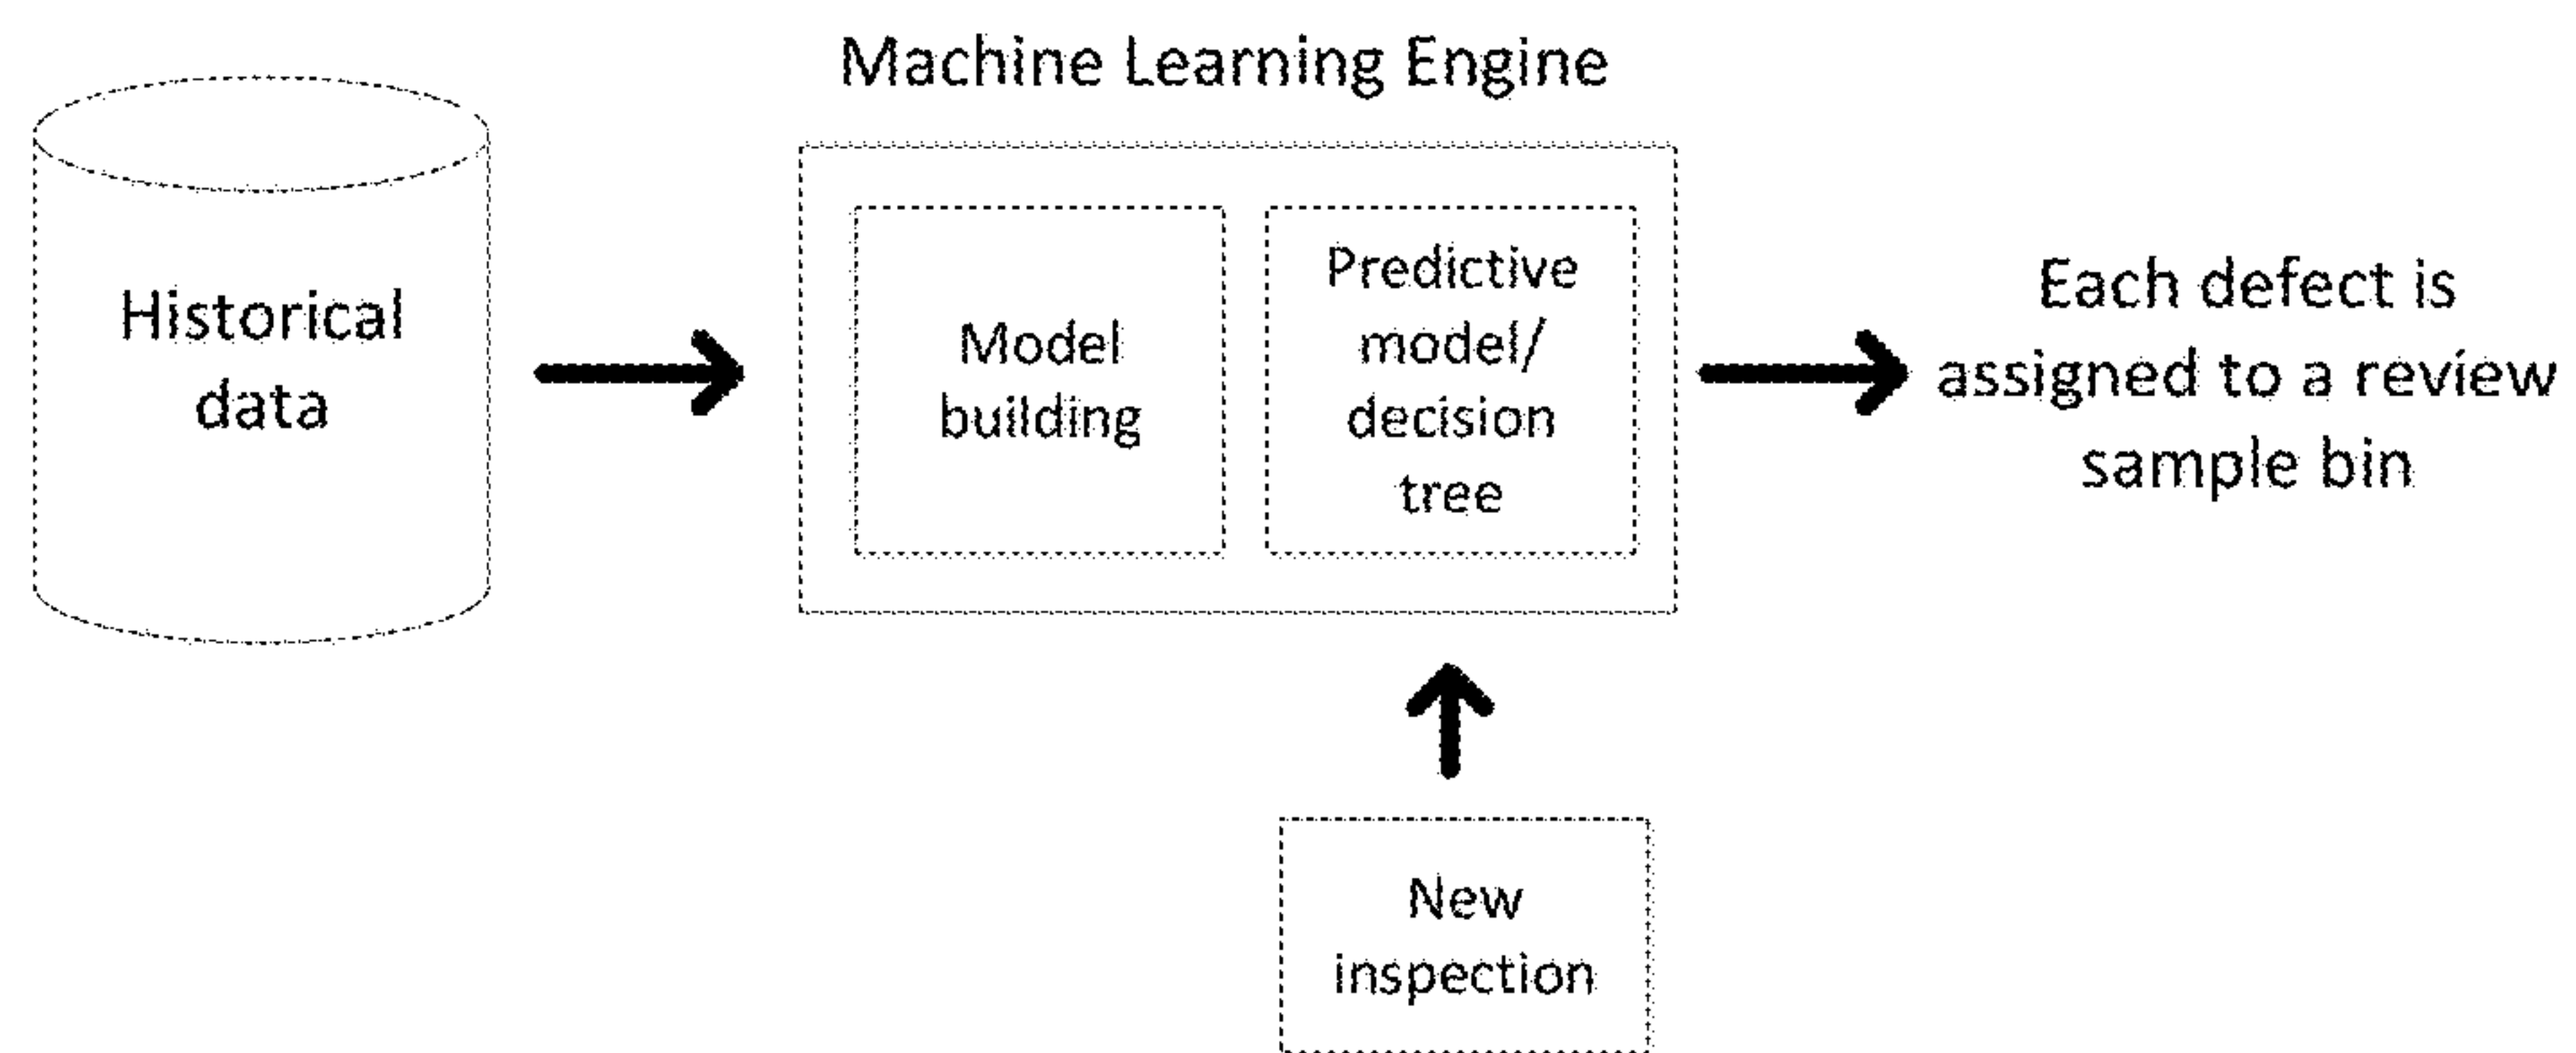 Machine Learning Engine
Historical
data
Model
building
Predictive
model/
decision
tree
Each defect is
assigned to a review
sample bin
New
inspection